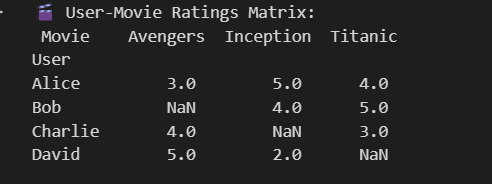 🎬 User-Movie Ratings Matrix:
Movie    Avengers  Inception  Titanic
User
Alice         3.0        5.0      4.0
Bob           NaN        4.0      5.0
Charlie       4.0        NaN      3.0
David         5.0        2.0      NaN